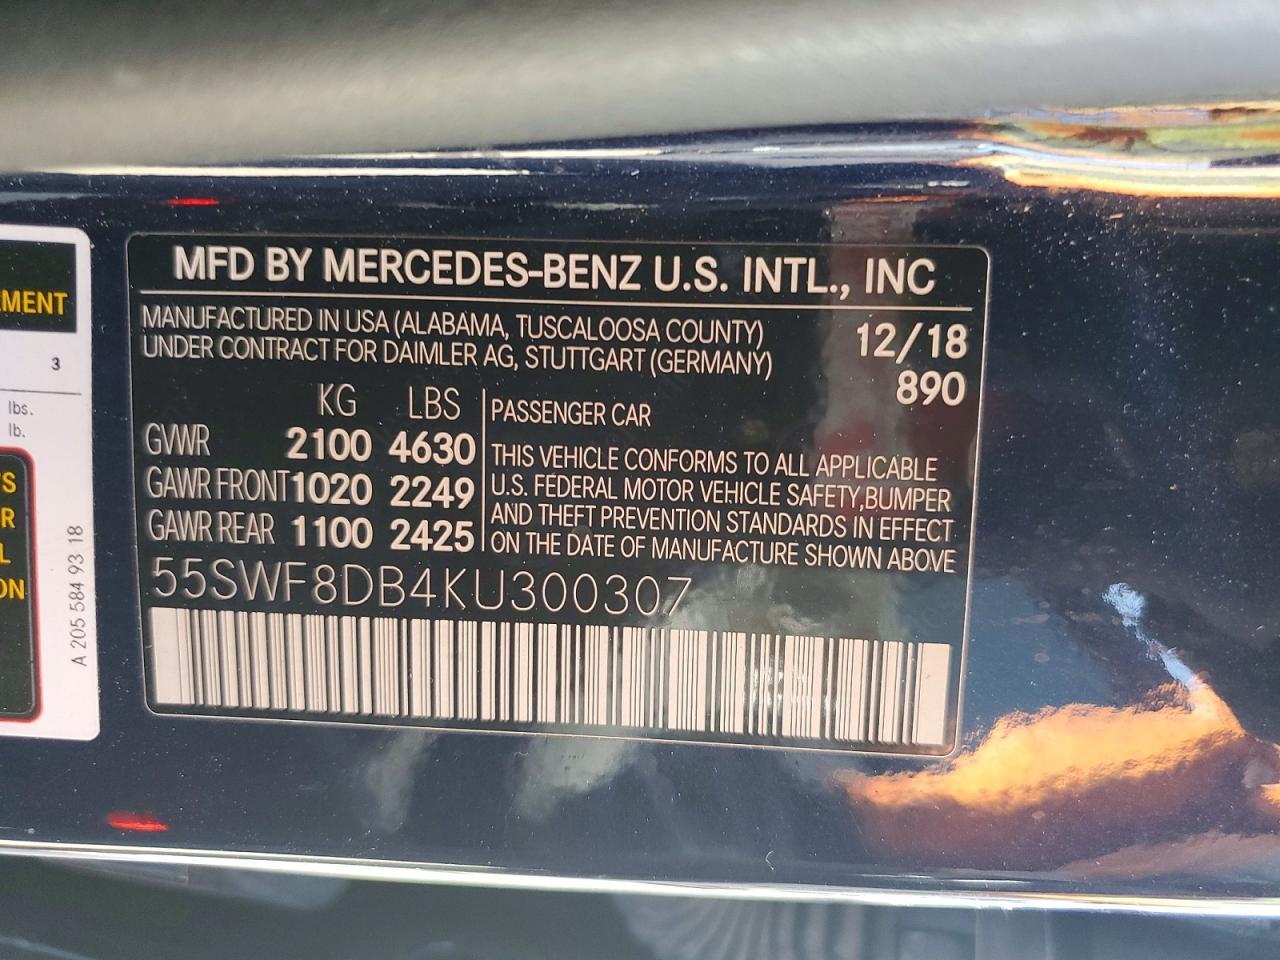 MFD BY MERCEDES-BENZ U.S. INTL., INC
MANUFACTURED IN USA (ALABAMA, TUSCALOOSA COUNTY)
UNDER CONTRACT FOR DAIMLER AG, STUTTGART (GERMANY)
12/18
890
KG LBS
GVWR 2100 4630
GAWR FRONT 1020 2249
GAWR REAR 1100 2425
PASSENGER CAR
THIS VEHICLE CONFORMS TO ALL APPLICABLE
U.S. FEDERAL MOTOR VEHICLE SAFETY,BUMPER
AND THEFT PREVENTION STANDARDS IN EFFECT
ON THE DATE OF MANUFACTURE SHOWN ABOVE
55SWF8DB4KU300307
EMENT
3
lbs.
lb.
'S
R
L
ON
A 205 584 93 18